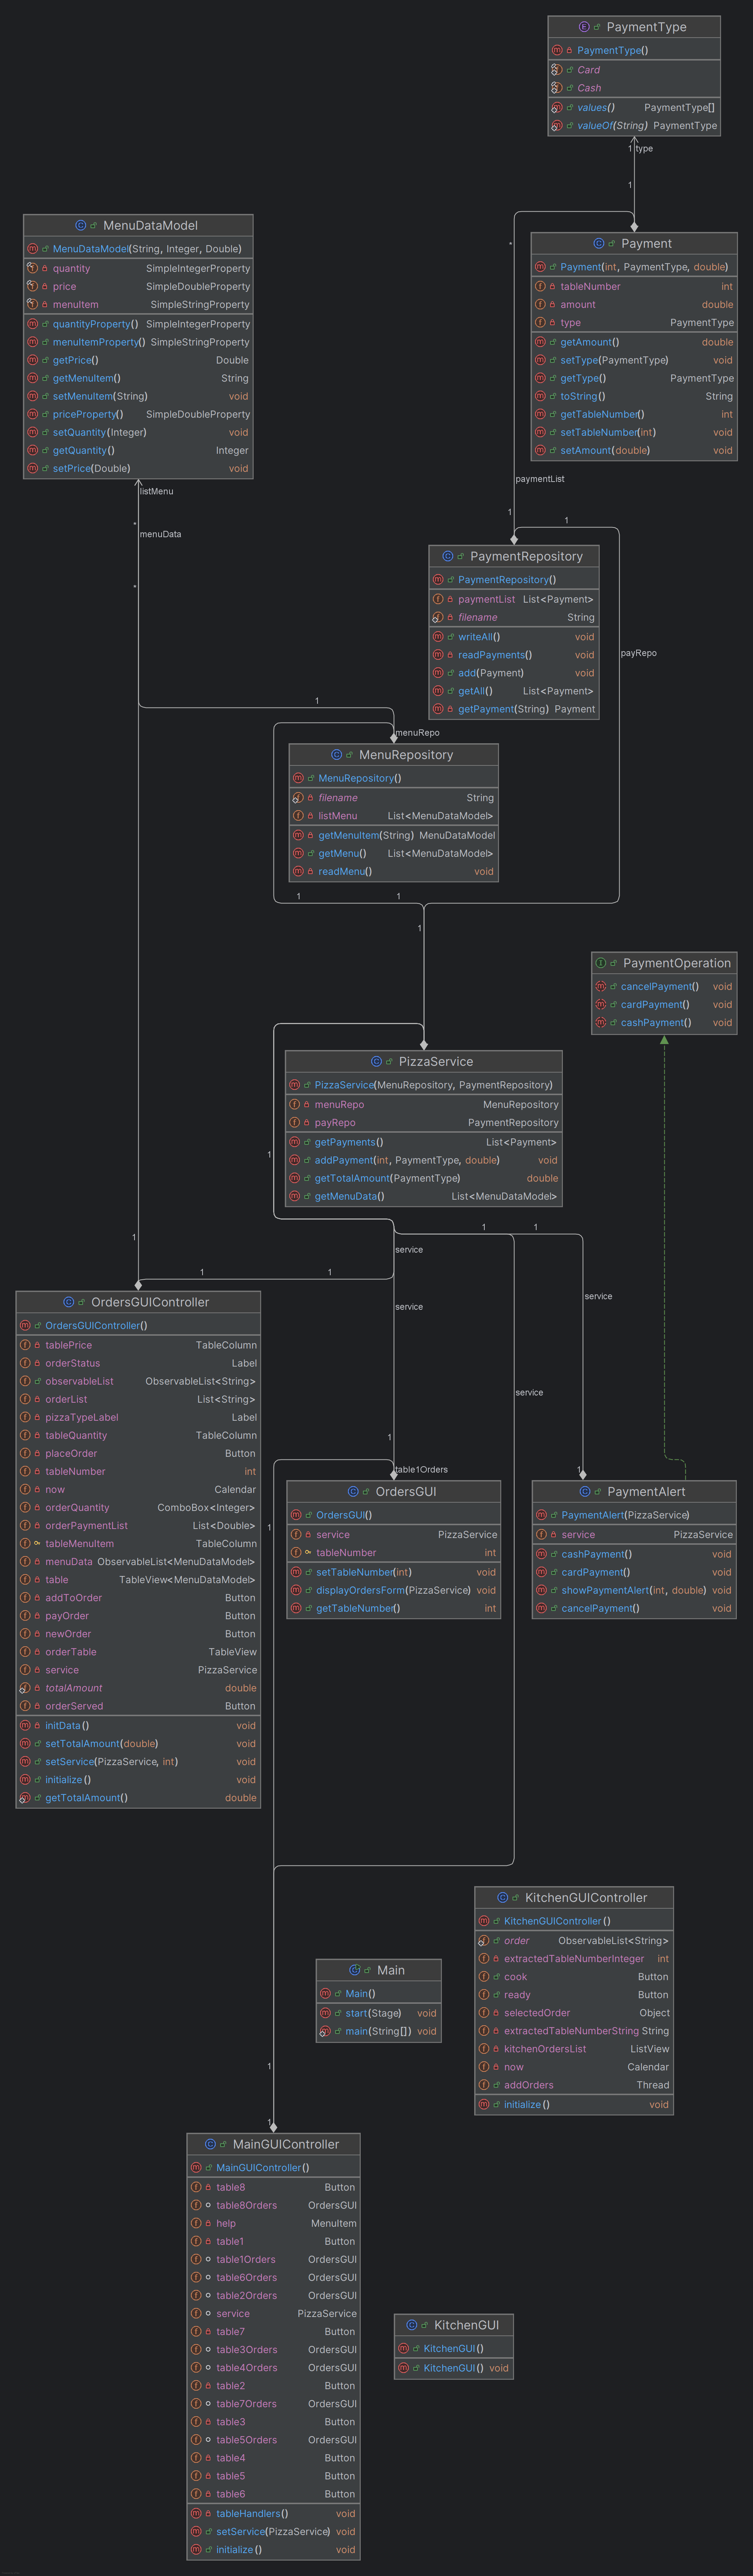 PaymentType
PaymentType()
Card
Cash
values() PaymentType[]
valueOf(String) PaymentType
1 type
1
*
MenuDataModel
MenuDataModel(String, Integer, Double)
quantity SimpleIntegerProperty
price SimpleDoubleProperty
menuItem SimpleStringProperty
quantityProperty() SimpleIntegerProperty
menuItemProperty() SimpleStringProperty
getPrice() Double
getMenuItem() String
setMenuItem(String) void
priceProperty() SimpleDoubleProperty
setQuantity(Integer) void
getQuantity() Integer
setPrice(Double) void
Payment
Payment(int, PaymentType, double)
tableNumber int
amount double
type PaymentType
getAmount() double
setType(PaymentType) void
getType() PaymentType
toString() String
getTableNumber() int
setTableNumber(int) void
setAmount(double) void
listMenu
*
menuData
*
paymentList
1
1
PaymentRepository
PaymentRepository()
paymentList List<Payment>
filename String
writeAll() void
readPayments() void
add(Payment) void
getAll() List<Payment>
getPayment(String) Payment
payRepo
1
menuRepo
MenuRepository
MenuRepository()
filename String
listMenu List<MenuDataModel>
getMenuItem(String) MenuDataModel
getMenu() List<MenuDataModel>
readMenu() void
1
1
1
PaymentOperation
cancelPayment() void
cardPayment() void
cashPayment() void
PizzaService
PizzaService(MenuRepository, PaymentRepository)
menuRepo MenuRepository
payRepo PaymentRepository
getPayments() List<Payment>
addPayment(int, PaymentType, double) void
getTotalAmount(PaymentType) double
getMenuData() List<MenuDataModel>
1
1
1
1
service
1
1
service
service
service
1
1
OrdersGUIController
OrdersGUIController()
tablePrice TableColumn
orderStatus Label
observableList ObservableList<String>
orderList List<String>
pizzaTypeLabel Label
tableQuantity TableColumn
placeOrder Button
tableNumber int
now Calendar
orderQuantity ComboBox<Integer>
orderPaymentList List<Double>
tableMenuItem TableColumn
menuData ObservableList<MenuDataModel>
table TableView<MenuDataModel>
addToOrder Button
payOrder Button
newOrder Button
orderTable TableView
service PizzaService
totalAmount double
orderServed Button
initData() void
setTotalAmount(double) void
setService(PizzaService, int) void
initialize() void
getTotalAmount() double
table1Orders
1
OrdersGUI
OrdersGUI()
service PizzaService
tableNumber int
setTableNumber(int) void
displayOrdersForm(PizzaService) void
getTableNumber() int
PaymentAlert
PaymentAlert(PizzaService)
service PizzaService
cashPayment() void
cardPayment() void
showPaymentAlert(int, double) void
cancelPayment() void
KitchenGUIController
KitchenGUIController()
order ObservableList<String>
extractedTableNumberInteger int
cook Button
ready Button
selectedOrder Object
extractedTableNumberString String
kitchenOrdersList ListView
now Calendar
addOrders Thread
initialize() void
Main
Main()
start(Stage) void
main(String[]) void
1
1
MainGUIController
MainGUIController()
table8 Button
table8Orders OrdersGUI
help MenuItem
table1 Button
table1Orders OrdersGUI
table6Orders OrdersGUI
table2Orders OrdersGUI
service PizzaService
table7 Button
table3Orders OrdersGUI
table4Orders OrdersGUI
table2 Button
table7Orders OrdersGUI
table3 Button
table5Orders OrdersGUI
table4 Button
table5 Button
table6 Button
tableHandlers() void
setService(PizzaService) void
initialize() void
KitchenGUI
KitchenGUI()
KitchenGUI() void